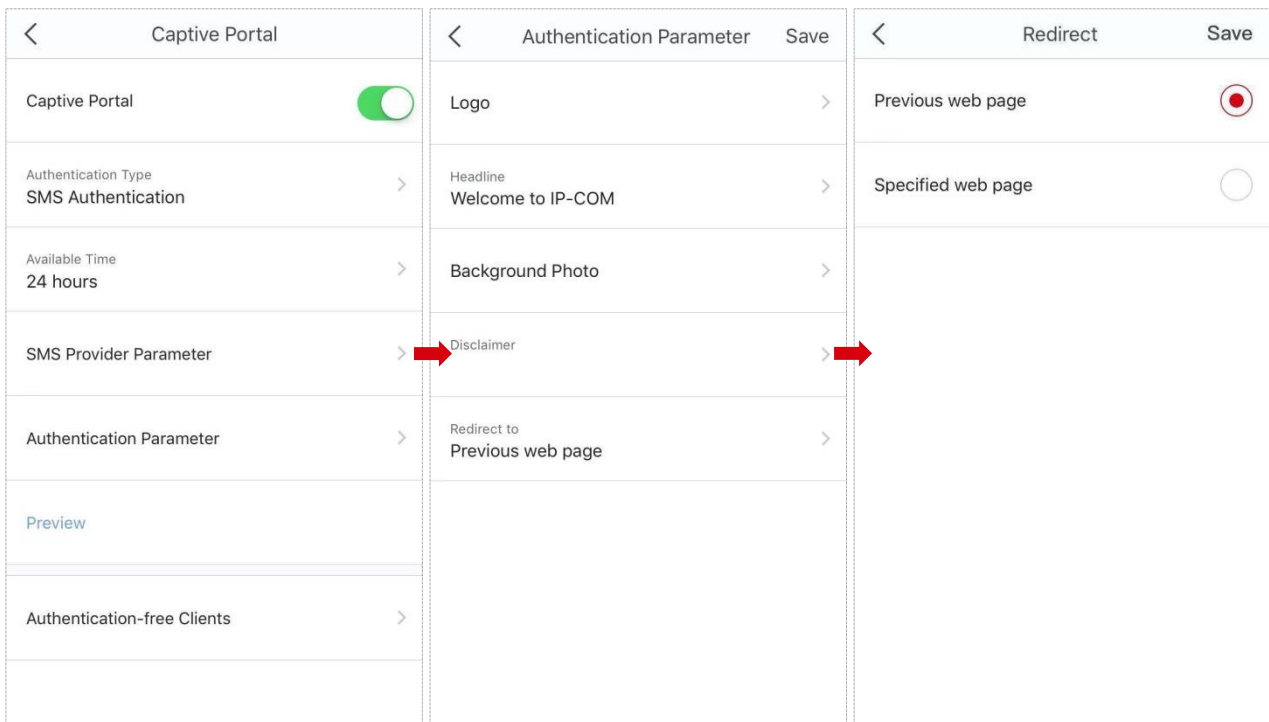 Captive Portal
Captive Portal
Authentication Type
SMS Authentication
Available Time
24 hours
SMS Provider Parameter
Authentication Parameter
Preview
Authentication-free Clients
Authentication Parameter
Save
Logo
Headline
Welcome to IP-COM
Background Photo
Disclaimer
Redirect to
Previous web page
Redirect
Save
Previous web page
Specified web page